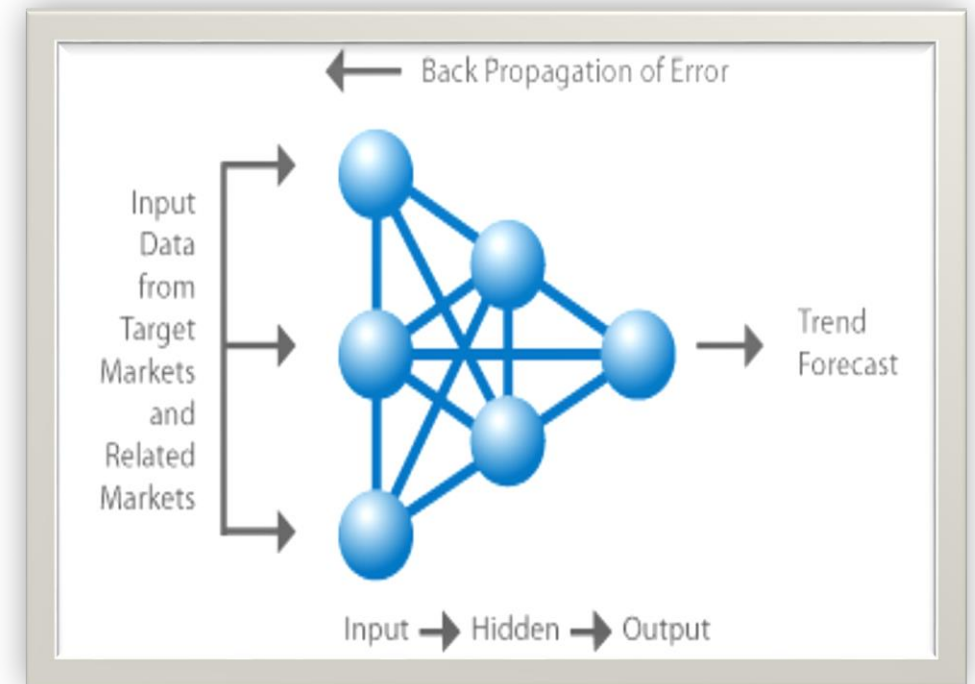 Back Propagation of Error
Input
Data
from
Target
Markets
and
Related
Markets
Trend
Forecast
Input → Hidden → Output